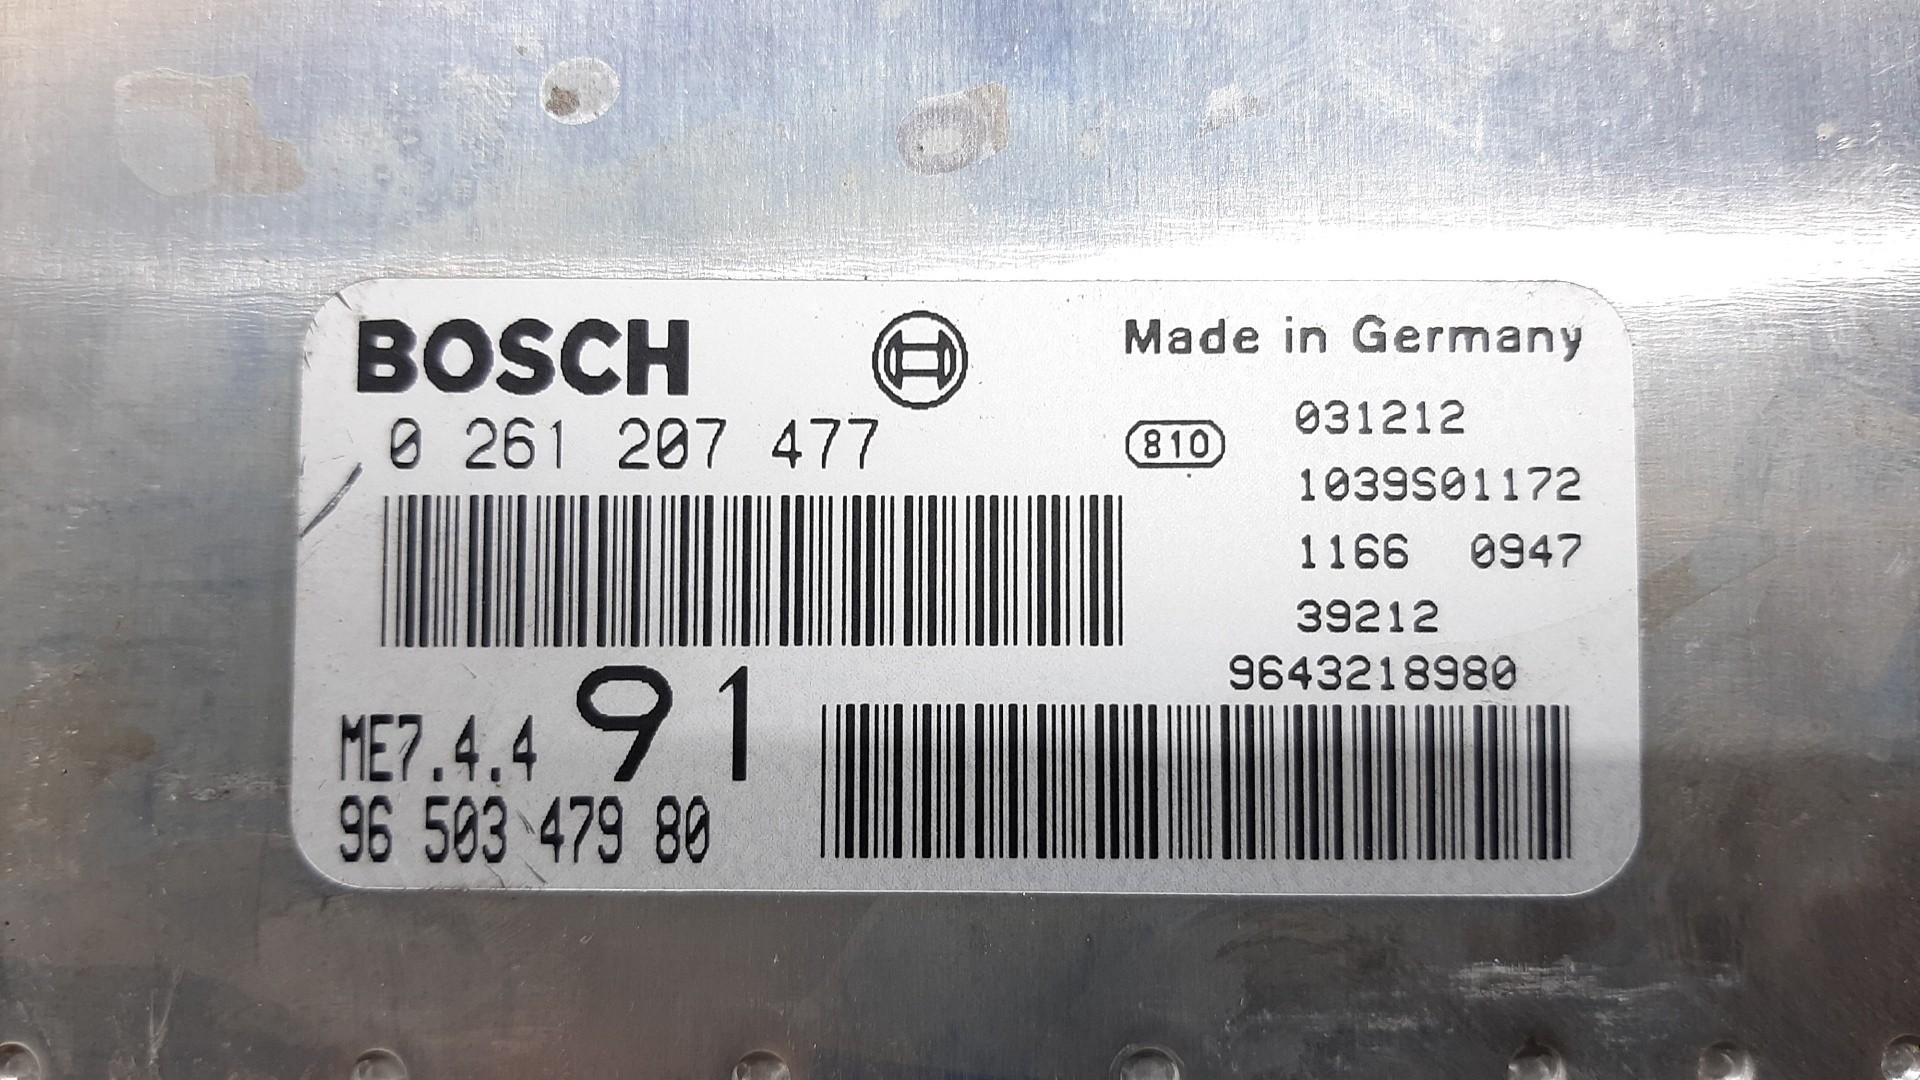 BOSCH
Made in Germany
0 261 207 477
810
031212
1039S01172
1166 0947
39212
9643218980
ME7.4.4
91
96 503 479 80